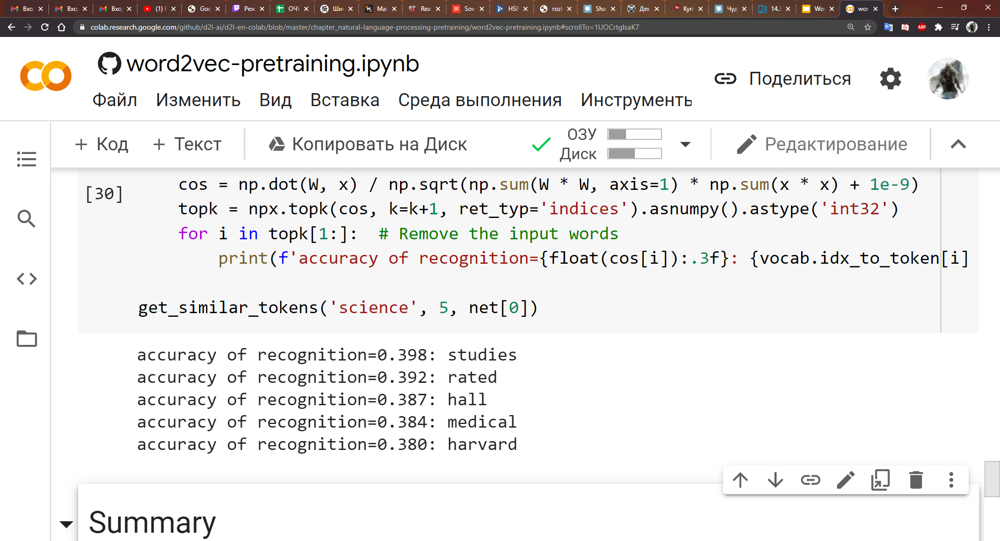 Вхо, Вхо, Вхо, (1) Goc Реж ОЧЕ Ши Ma Rea Sov HSF rozl Sha Дек Kyri Чуд 14.3 Wo wor
colab.research.google.com/github/d2l-ai/d2l-en-colab/blob/master/chapter_natural-language-processing-pretraining/word2vec-pretraining.ipynb#scrollTo=1UOCrtglsaK7
word2vec-pretraining.ipynb
Поделиться
Файл Изменить Вид Вставка Среда выполнения Инструменть
+ Код + Текст Копировать на Диск ОЗУ Диск Редактирование
[30] cos = np.dot(W, x) / np.sqrt(np.sum(W * W, axis=1) * np.sum(x * x) + 1e-9)
topk = npx.topk(cos, k=k+1, ret_typ='indices').asnumpy().astype('int32')
for i in topk[1:]:  # Remove the input words
print(f'accuracy of recognition={float(cos[i]):.3f}: {vocab.idx_to_token[i]
get_similar_tokens('science', 5, net[0])
accuracy of recognition=0.398: studies
accuracy of recognition=0.392: rated
accuracy of recognition=0.387: hall
accuracy of recognition=0.384: medical
accuracy of recognition=0.380: harvard
Summary